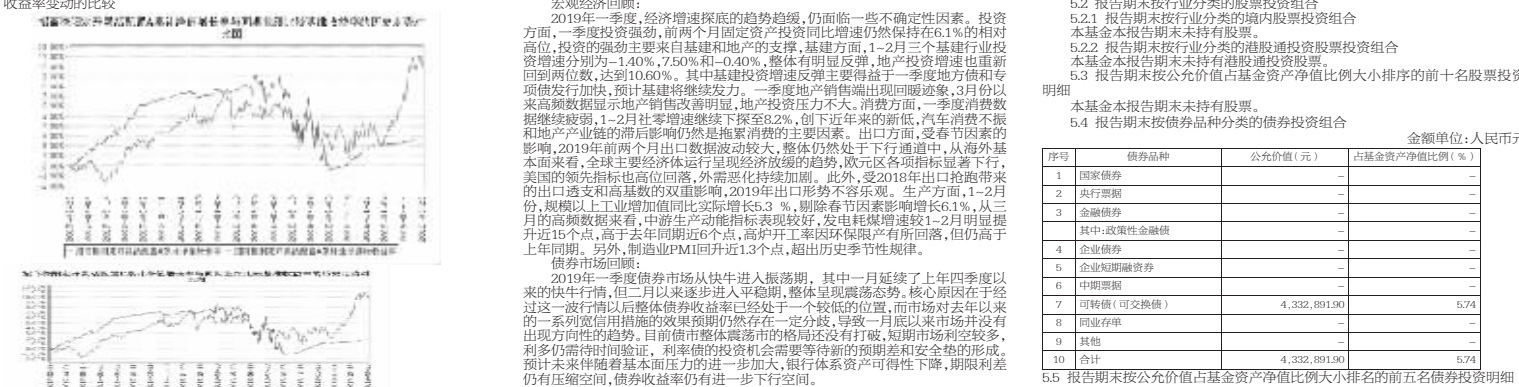 收益率变动的比较
宏观经济回顾:
2019年一季度,经济增速探底的趋势趋缓,仍面临一些不确定性因素。投资
方面,一季度投资强劲,前两个月固定资产投资同比增速仍然保持在6.1%的相对
高位,投资的强劲主要来自基建和地产的支撑,基建方面,1~2月三个基建行业投
资增速分别为-1.40%,7.50%和-0.40%,整体有明显反弹,地产投资增速也重新
回到两位数,达到10.60%。其中基建投资增速反弹主要得益于一季度地方债和专
项债发行加快,预计基建将继续发力。一季度地产销售端出现回暖迹象,3月份以
来高频数据显示地产销售改善明显,地产投资压力不大。消费方面,一季度消费数
据继续疲弱,1~2月社零增速继续下探至8.2%,创下近年来的新低,汽车消费不振
和地产产业链的滞后影响仍然是拖累消费的主要因素。出口方面,受春节因素的
影响,2019年前两个月出口数据波动较大,整体仍然处于下行通道中,从海外基
本面来看,全球主要经济体运行呈现经济放缓的趋势,欧元区各项指标显著下行,
美国的领先指标也高位回落,外需恶化持续加剧。此外,受2018年出口抢跑带来
的出口透支和高基数的双重影响,2019年出口形势不容乐观。生产方面,1~2月
份,规模以上工业增加值同比实际增长5.3 %,剔除春节因素影响增长6.1%,从三
月的高频数据来看,中游生产动能指标表现较好,发电耗煤增速较1~2月明显提
升近15个点,高于去年同期近6个点,高炉开工率因环保限产有所回落,但仍高于
上年同期。另外,制造业PMI回升近1.3个点,超出历史季节性规律。
债券市场回顾:
2019年一季度债券市场从快牛进入振荡期, 其中一月延续了上年四季度以
来的快牛行情,但二月以来逐步进入平稳期,整体呈现震荡态势。核心原因在于经
过这一波行情以后整体债券收益率已经处于一个较低的位置,而市场对去年以来
的一系列宽信用措施的效果预期仍然存在一定分歧,导致一月底以来市场并没有
出现方向性的趋势。目前债市整体震荡市的格局还没有打破,短期市场利空较多,
利多仍需待时间验证, 利率债的投资机会需要等待新的预期差和安全垫的形成。
预计未来伴随着基本面压力的进一步加大,银行体系资产可得性下降,期限利差
仍有压缩空间,债券收益率仍有进一步下行空间。
5.2 报告期末按行业分类的股票投资组合
5.2.1 报告期末按行业分类的境内股票投资组合
本基金本报告期末未持有股票。
5.2.2 报告期末按行业分类的港股通投资股票投资组合
本基金本报告期末未持有港股通投资股票。
5.3 报告期末按公允价值占基金资产净值比例大小排序的前十名股票投资
明细
本基金本报告期末未持有股票。
5.4 报告期末按债券品种分类的债券投资组合
金额单位:人民币元
序号 债券品种 公允价值(元) 占基金资产净值比例(%)
1 国家债券 - -
2 央行票据 - -
3 金融债券 - -
其中:政策性金融债 - -
4 企业债券 - -
5 企业短期融资券 - -
6 中期票据 - -
7 可转债(可交换债) 4,332,891.90 5.74
8 同业存单 - -
9 其他 - -
10 合计 4,332,891.90 5.74
5.5 报告期末按公允价值占基金资产净值比例大小排名的前五名债券投资明细